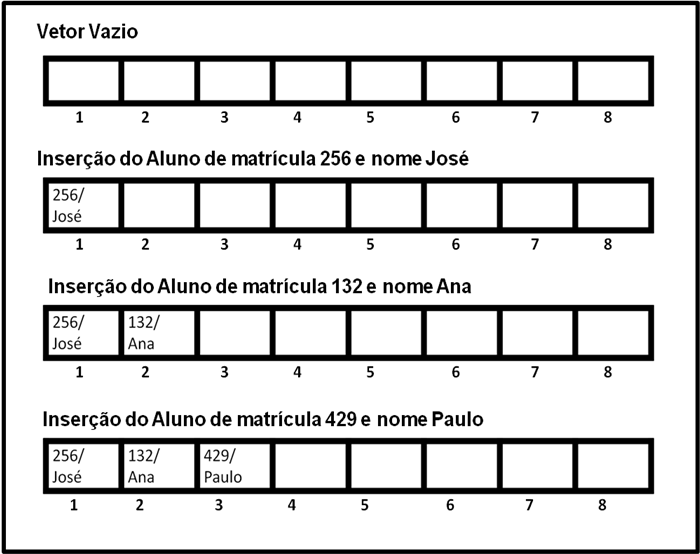 Vetor Vazio
1 2 3 4 5 6 7 8
Inserção do Aluno de matrícula 256 e nome José
256/
José
1 2 3 4 5 6 7 8
Inserção do Aluno de matrícula 132 e nome Ana
256/ 132/
José Ana
1 2 3 4 5 6 7 8
Inserção do Aluno de matrícula 429 e nome Paulo
256/ 132/ 429/
José Ana Paulo
1 2 3 4 5 6 7 8